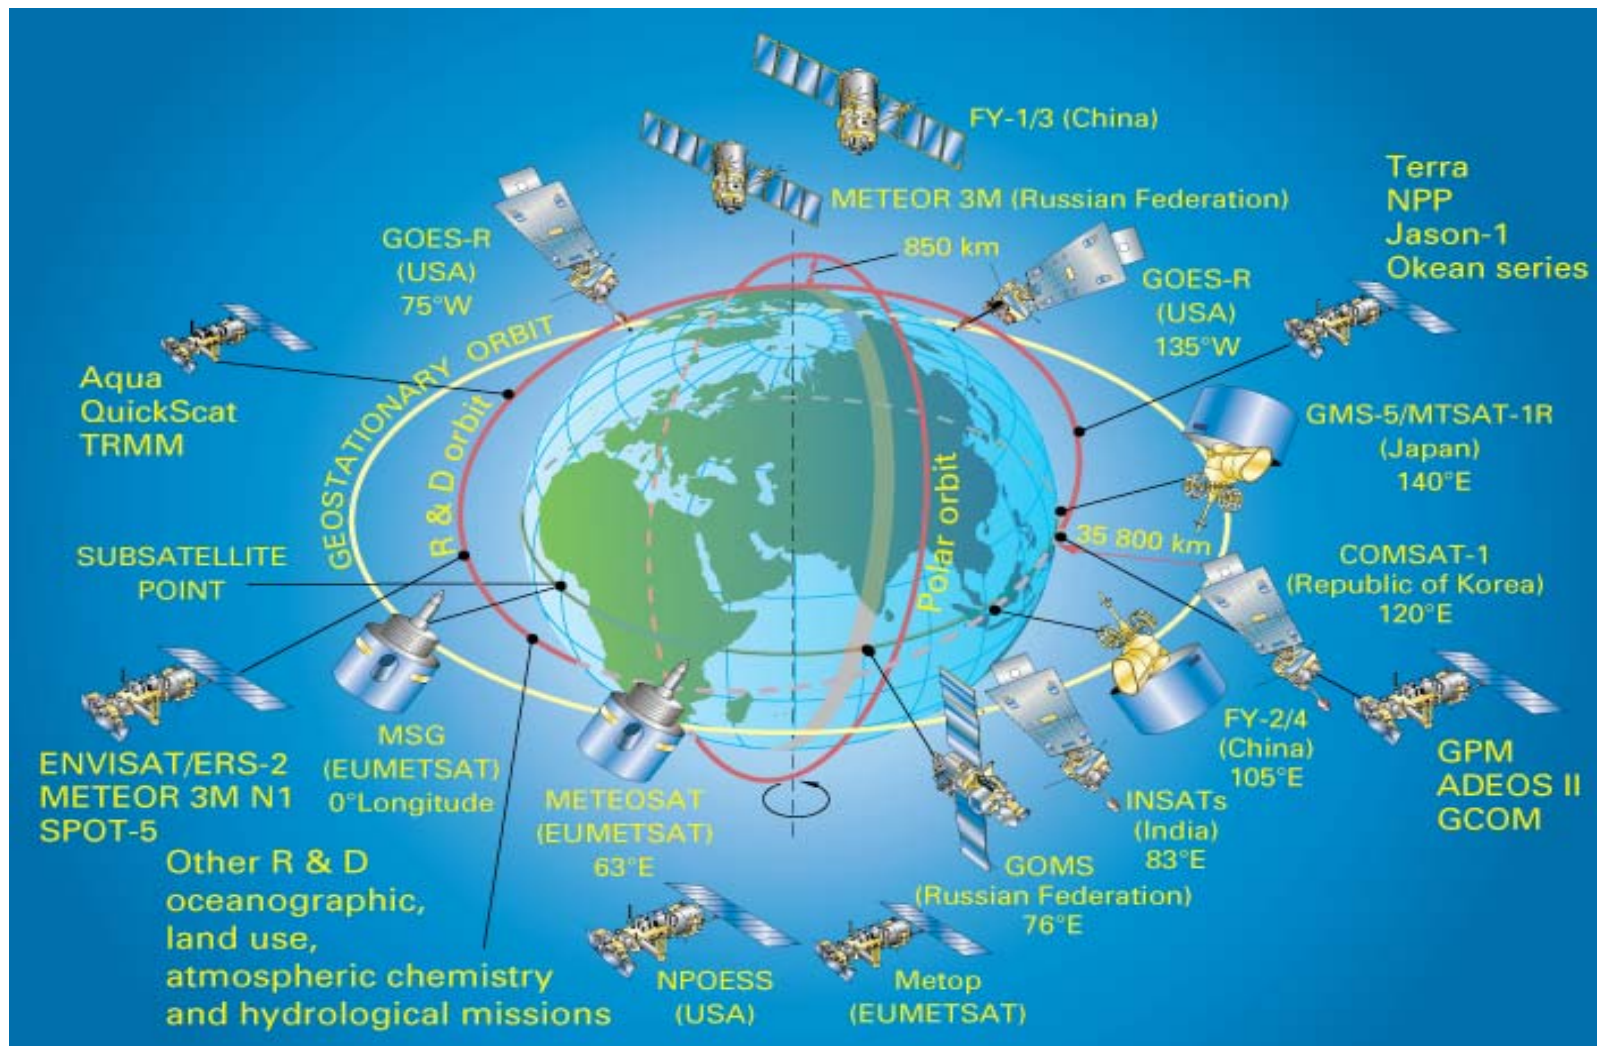 FY-1/3 (China)
METEOR 3M (Russian Federation)
850 km
Terra
NPP
Jason-1
Okean series
GOES-R
(USA)
75°W
GOES-R
(USA)
135°W
GEOSTATIONARY ORBIT
R & D orbit
Polar orbit
Aqua
QuickScat
TRMM
GMS-5/MTSAT-1R
(Japan)
140°E
35 800 km
SUBSATELLITE
POINT
COMSAT-1
(Republic of Korea)
120°E
ENVISAT/ERS-2
METEOR 3M N1
SPOT-5
MSG
(EUMETSAT)
0°Longitude
METEOSAT
(EUMETSAT)
63°E
FY-2/4
(China)
105°E
GPM
ADEOS II
GCOM
INSATs
(India)
83°E
GOMS
(Russian Federation)
76°E
Other R & D
oceanographic,
land use,
atmospheric chemistry
and hydrological missions
NPOESS
(USA)
Metop
(EUMETSAT)